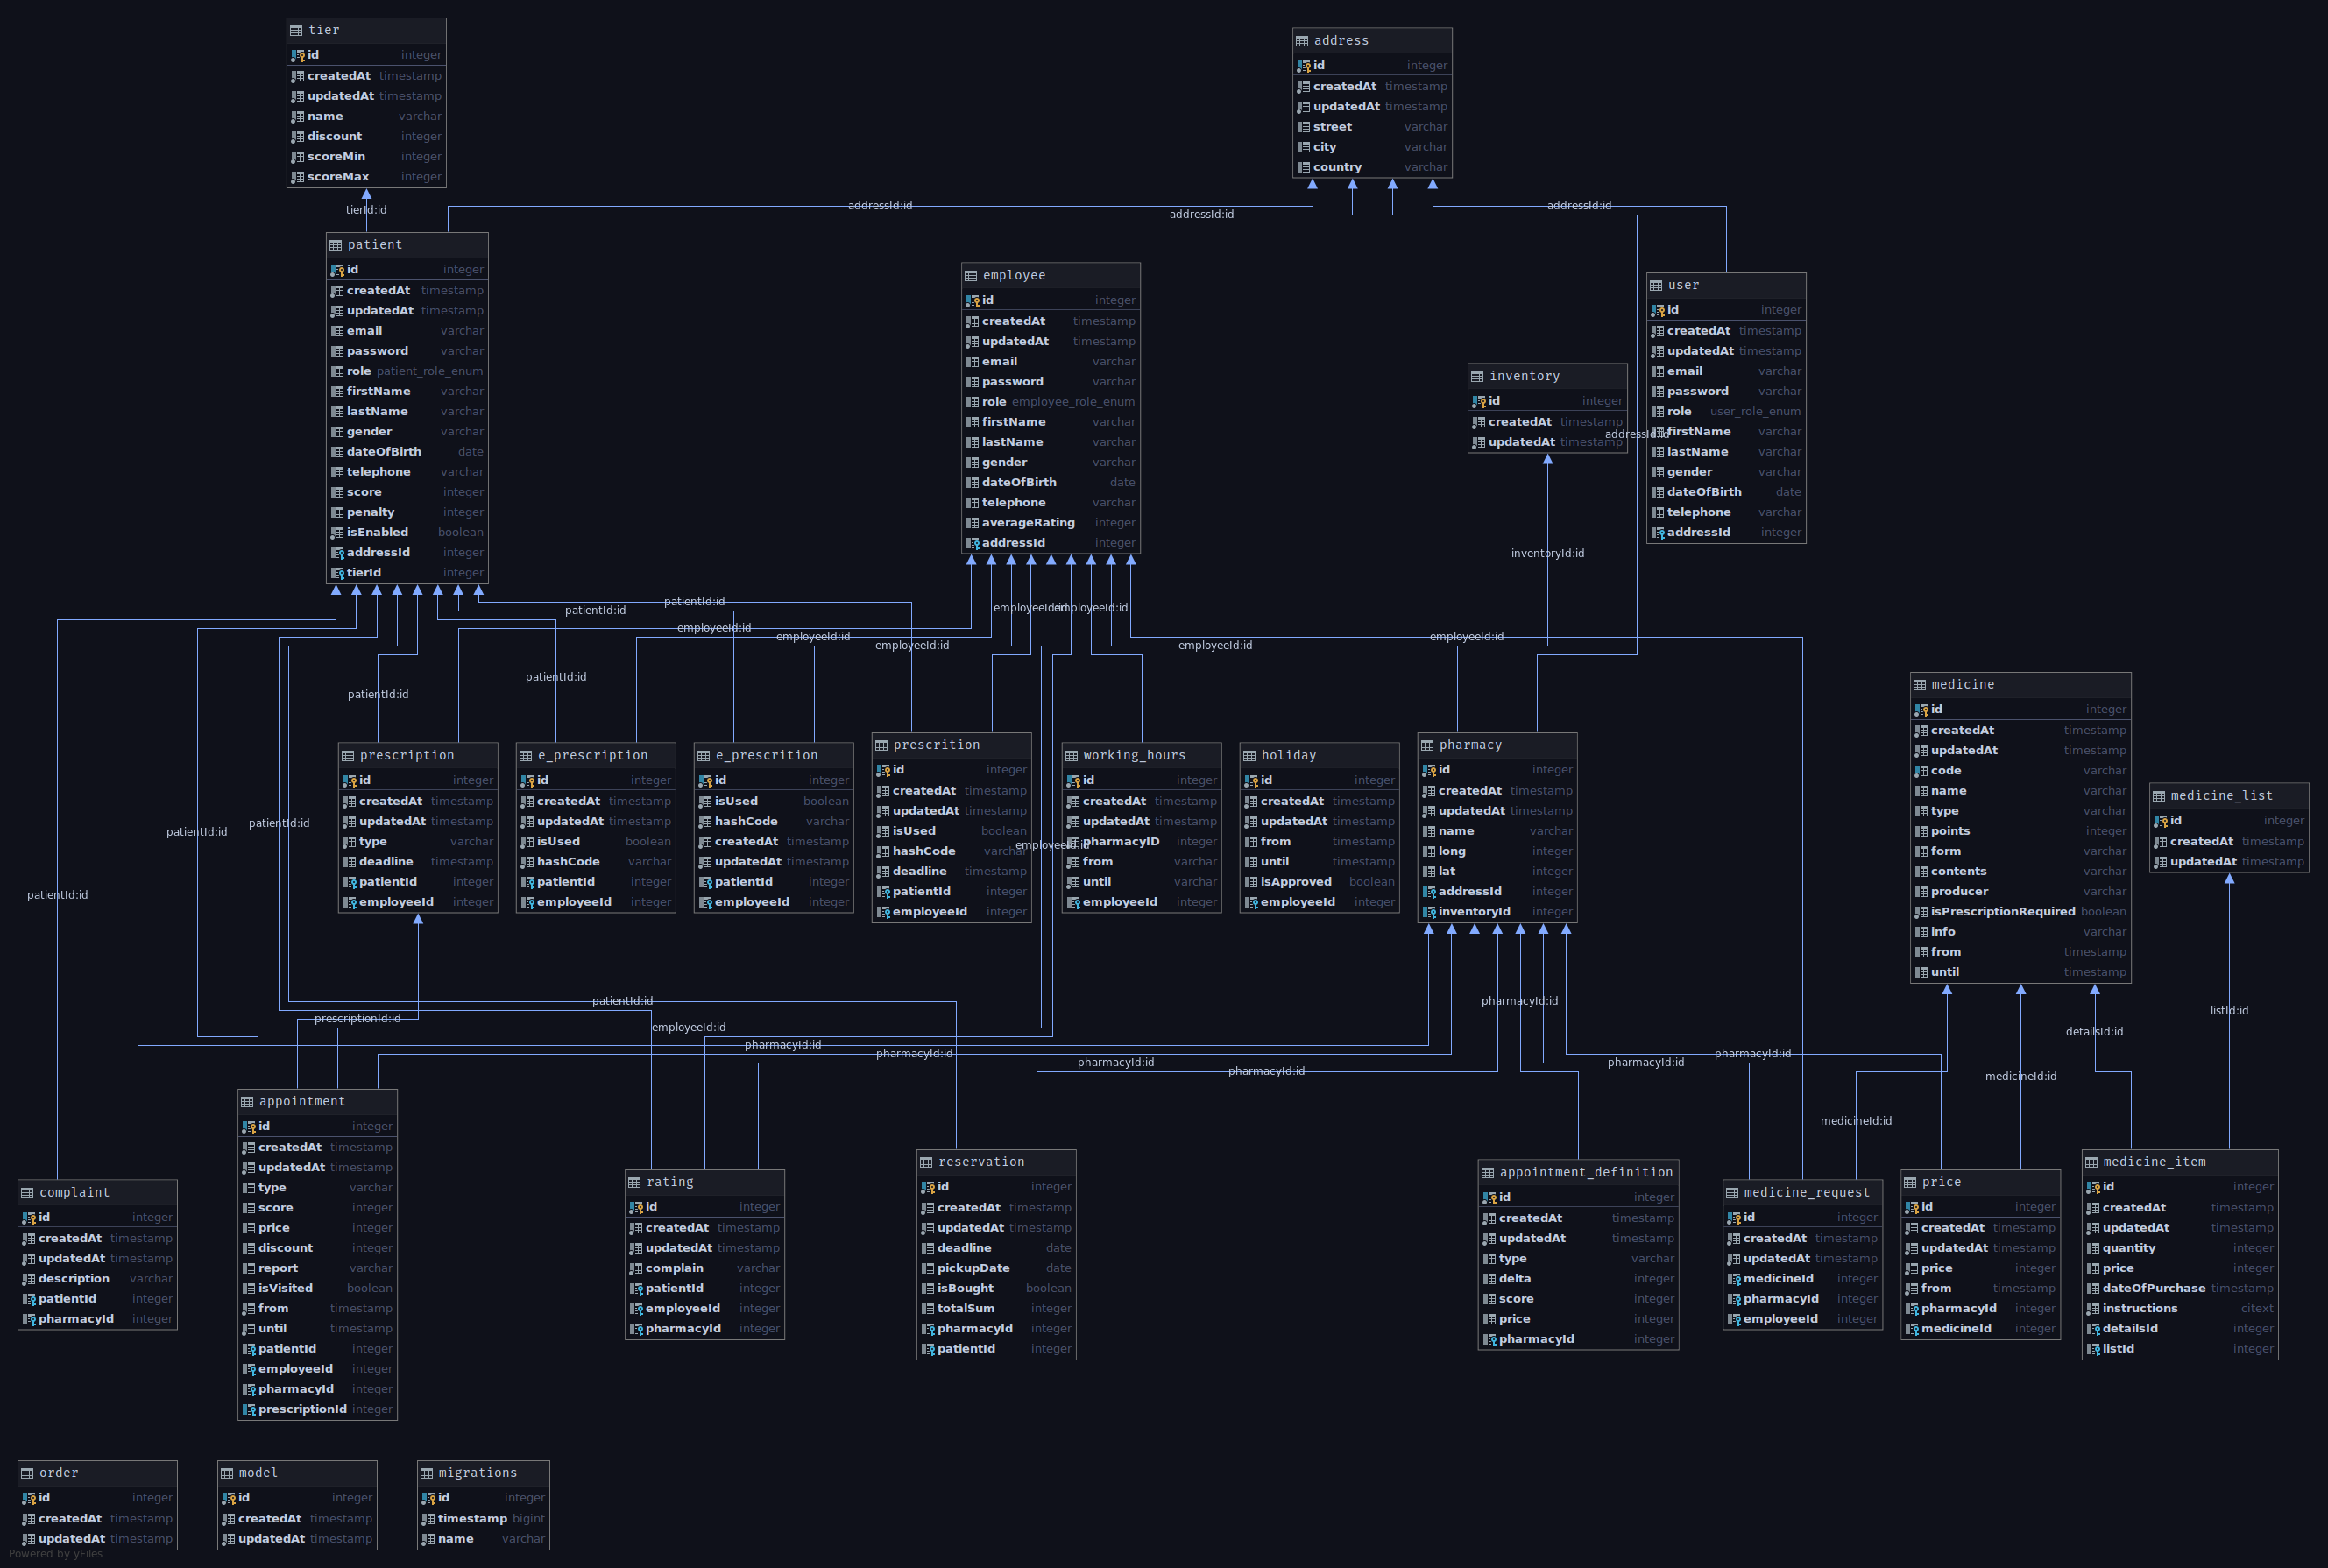 tier
id integer
createdAt timestamp
updatedAt timestamp
name varchar
discount integer
scoreMin integer
scoreMax integer
address
id integer
createdAt timestamp
updatedAt timestamp
street varchar
city varchar
country varchar
tierId:id
addressId:id
addressId:id
addressId:id
patient
id integer
createdAt timestamp
updatedAt timestamp
email varchar
password varchar
role patient_role_enum
firstName varchar
lastName varchar
gender varchar
dateOfBirth date
telephone varchar
score integer
penalty integer
isEnabled boolean
addressId integer
tierId integer
employee
id integer
createdAt timestamp
updatedAt timestamp
email varchar
password varchar
role employee_role_enum
firstName varchar
lastName varchar
gender varchar
dateOfBirth date
telephone varchar
averageRating integer
addressId integer
inventory
id integer
createdAt timestamp
updatedAt timestamp
addressId:id
user
id integer
createdAt timestamp
updatedAt timestamp
email varchar
password varchar
role user_role_enum
firstName varchar
lastName varchar
gender varchar
dateOfBirth date
telephone varchar
addressId integer
inventoryId:id
patientId:id
patientId:id
employeeId:id
employeeId:id
employeeId:id
employeeId:id
employeeId:id
employeeId:id
employeeId:id
patientId:id
patientId:id
prescription
id integer
createdAt timestamp
updatedAt timestamp
type varchar
deadline timestamp
patientId integer
employeeId integer
e_prescription
id integer
createdAt timestamp
updatedAt timestamp
isUsed boolean
hashCode varchar
patientId integer
employeeId integer
e_prescrition
id integer
isUsed boolean
hashCode varchar
createdAt timestamp
updatedAt timestamp
patientId integer
employeeId integer
prescrition
id integer
createdAt timestamp
updatedAt timestamp
isUsed boolean
hashCode varchar
deadline timestamp
patientId integer
employeeId integer
employeeId:id
working_hours
id integer
createdAt timestamp
updatedAt timestamp
pharmacyID integer
from varchar
until varchar
employeeId integer
holiday
id integer
createdAt timestamp
updatedAt timestamp
from timestamp
until timestamp
isApproved boolean
employeeId integer
pharmacy
id integer
createdAt timestamp
updatedAt timestamp
name varchar
long integer
lat integer
addressId integer
inventoryId integer
medicine
id integer
createdAt timestamp
updatedAt timestamp
code varchar
name varchar
type varchar
points integer
form varchar
contents varchar
producer varchar
isPrescriptionRequired boolean
info varchar
from timestamp
until timestamp
medicine_list
id integer
createdAt timestamp
updatedAt timestamp
patientId:id
patientId:id
patientId:id
patientId:id
prescriptionId:id
employeeId:id
pharmacyId:id
pharmacyId:id
pharmacyId:id
pharmacyId:id
pharmacyId:id
pharmacyId:id
pharmacyId:id
medicineId:id
medicineId:id
detailsId:id
listId:id
complaint
id integer
createdAt timestamp
updatedAt timestamp
description varchar
patientId integer
pharmacyId integer
appointment
id integer
createdAt timestamp
updatedAt timestamp
type varchar
score integer
price integer
discount integer
report varchar
isVisited boolean
from timestamp
until timestamp
patientId integer
employeeId integer
pharmacyId integer
prescriptionId integer
rating
id integer
createdAt timestamp
updatedAt timestamp
complain varchar
patientId integer
employeeId integer
pharmacyId integer
reservation
id integer
createdAt timestamp
updatedAt timestamp
deadline date
pickupDate date
isBought boolean
totalSum integer
pharmacyId integer
patientId integer
appointment_definition
id integer
createdAt timestamp
updatedAt timestamp
type varchar
delta integer
score integer
price integer
pharmacyId integer
medicine_request
id integer
createdAt timestamp
updatedAt timestamp
medicineId integer
pharmacyId integer
employeeId integer
price
id integer
createdAt timestamp
updatedAt timestamp
price integer
from timestamp
pharmacyId integer
medicineId integer
medicine_item
id integer
createdAt timestamp
updatedAt timestamp
quantity integer
price integer
dateOfPurchase timestamp
instructions citext
detailsId integer
listId integer
order
id integer
createdAt timestamp
updatedAt timestamp
model
id integer
createdAt timestamp
updatedAt timestamp
migrations
id integer
timestamp bigint
name varchar
Powered by yFiles